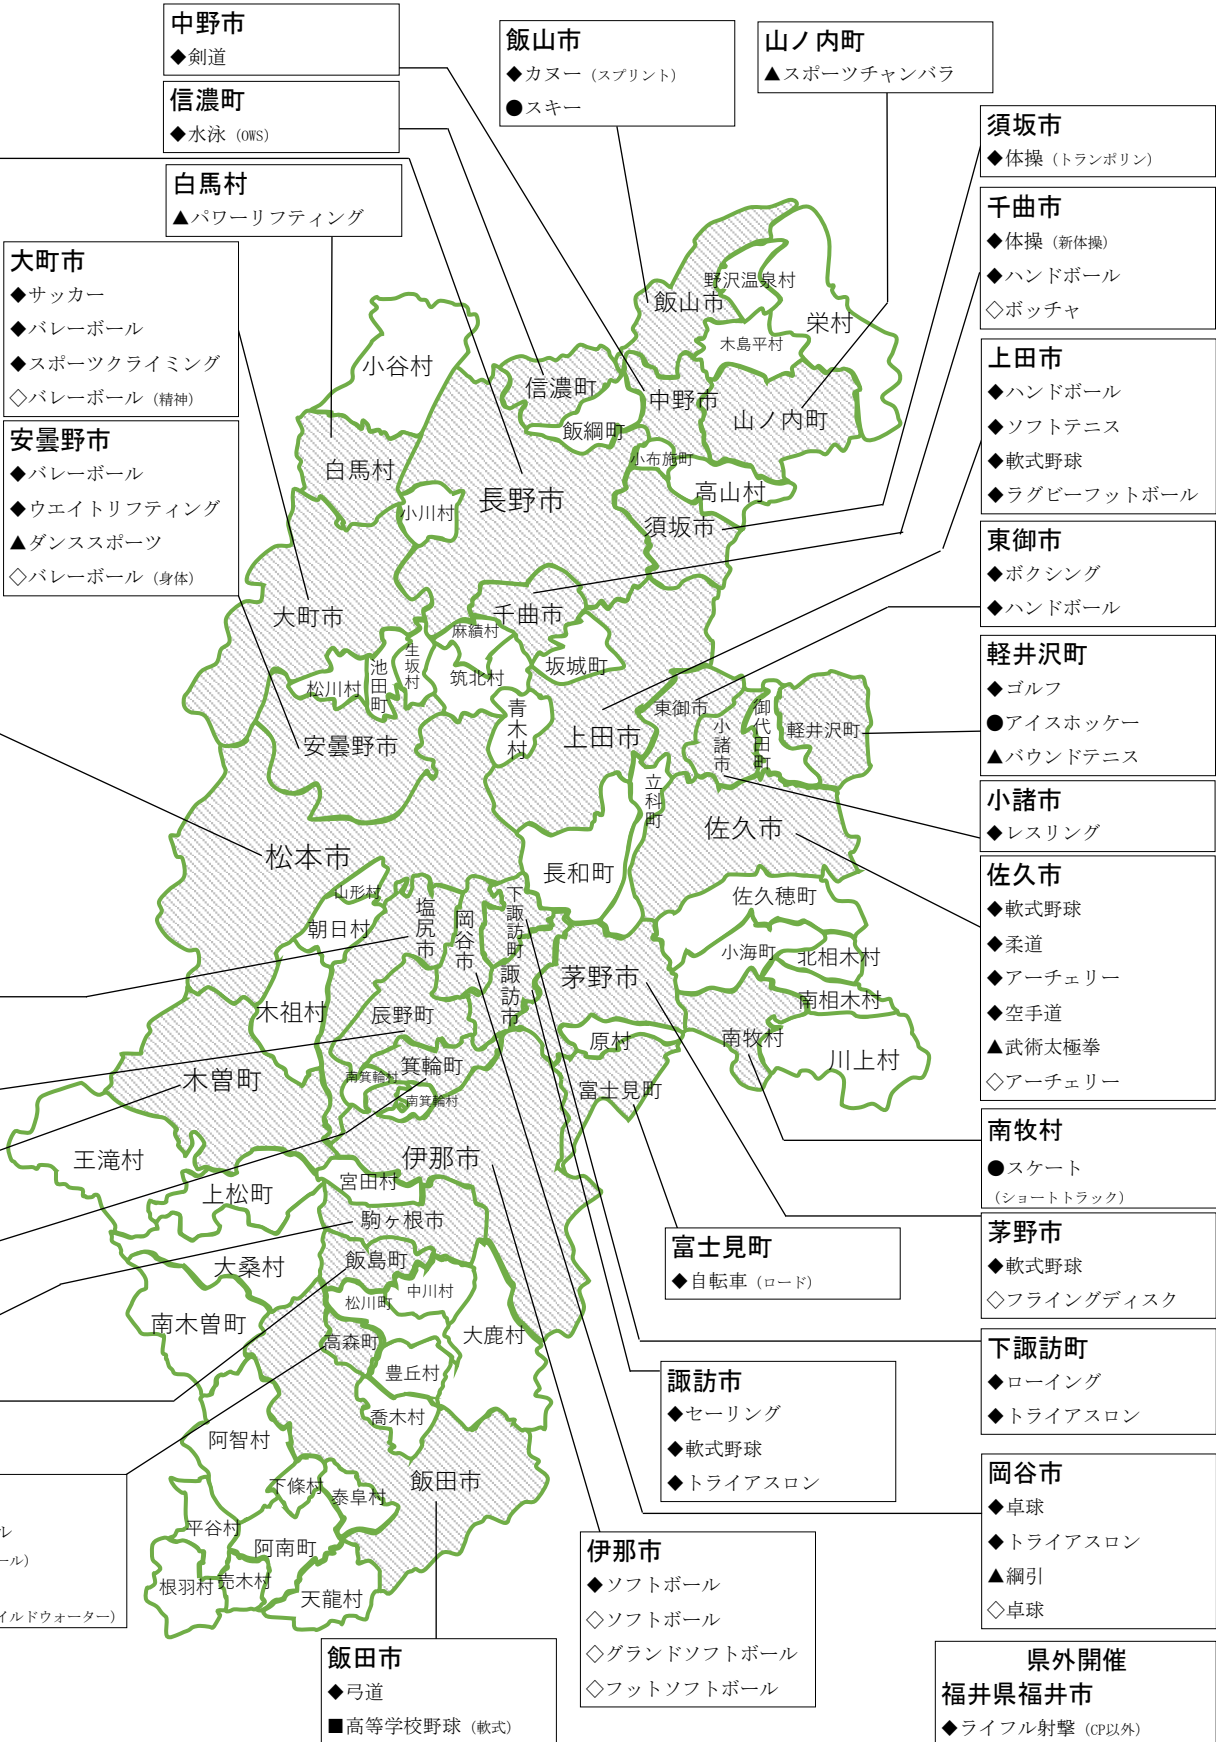 中野市
◆剣道
信濃町
◆水泳（OWS）
白馬村
▲パワーリフティング
大町市
◆サッカー
◆バレーボール
◆スポーツクライミング
◇バレーボール（精神）
安曇野市
◆バレーボール
◆ウエイトリフティング
▲ダンススポーツ
◇バレーボール（身体）
飯山市
◆カヌー（スプリント）
●スキー
山ノ内町
▲スポーツチャンバラ
須坂市
◆体操（トランポリン）
千曲市
◆体操（新体操）
◆ハンドボール
◇ボッチャ
上田市
◆ハンドボール
◆ソフトテニス
◆軟式野球
◆ラグビーフットボール
東御市
◆ボクシング
◆ハンドボール
軽井沢町
◆ゴルフ
●アイスホッケー
▲バウンドテニス
小諸市
◆レスリング
佐久市
◆軟式野球
◆柔道
◆アーチェリー
◆空手道
▲武術太極拳
◇アーチェリー
南牧村
●スケート
（ショートトラック）
茅野市
◆軟式野球
◇フライングディスク
下諏訪町
◆ローイング
◆トライアスロン
岡谷市
◆卓球
◆トライアスロン
▲綱引
◇卓球
富士見町
◆自転車（ロード）
諏訪市
◆セーリング
◆軟式野球
◆トライアスロン
伊那市
◆ソフトボール
◇ソフトボール
◇グランドソフトボール
◇フットソフトボール
飯田市
◆弓道
■高等学校野球（軟式）
県外開催
福井県福井市
◆ライフル射撃（CP以外）
ル
ール）
イルドウォーター）
野沢温泉村
飯山市
栄村
木島平村
小谷村
信濃町
中野市
山ノ内町
飯綱町
小布施町
白馬村
高山村
長野市
小川村
須坂市
大町市
千曲市
麻績村
生坂村
坂城町
池田町
松川村
筑北村
青木村
東御市
御代田町
小諸市
軽井沢町
安曇野市
上田市
立科町
佐久市
松本市
長和町
山形村
佐久穂町
朝日村
塩尻市
岡谷市
下諏訪町
小海町
北相木村
諏訪市
茅野市
南相木村
木祖村
辰野町
原村
南牧村
川上村
箕輪町
南箕輪村
南箕輪村
木曽町
富士見町
王滝村
伊那市
宮田村
上松町
駒ヶ根市
大桑村
飯島町
中川村
松川町
南木曽町
高森町
大鹿村
豊丘村
喬木村
阿智村
下條村
泰阜村
飯田市
平谷村
阿南町
根羽村
売木村
天龍村